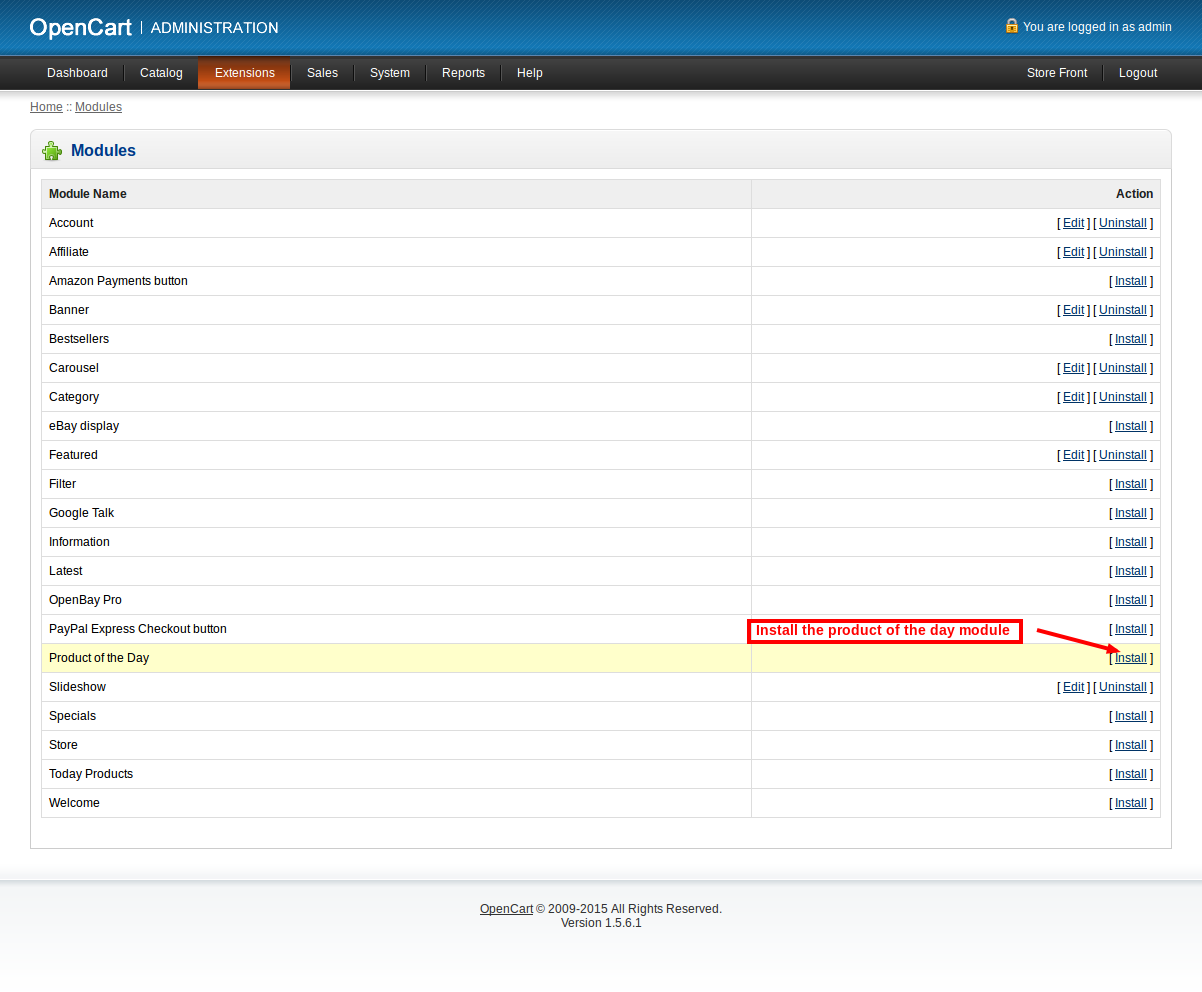 OpenCart | ADMINISTRATION You are logged in as admin
Dashboard Catalog Extensions Sales System Reports Help Store Front Logout
Home :: Modules
Modules
Module Name Action
Account [ Edit ] [ Uninstall ]
Affiliate [ Edit ] [ Uninstall ]
Amazon Payments button [ Install ]
Banner [ Edit ] [ Uninstall ]
Bestsellers [ Install ]
Carousel [ Edit ] [ Uninstall ]
Category [ Edit ] [ Uninstall ]
eBay display [ Install ]
Featured [ Edit ] [ Uninstall ]
Filter [ Install ]
Google Talk [ Install ]
Information [ Install ]
Latest [ Install ]
OpenBay Pro [ Install ]
PayPal Express Checkout button [ Install ]
Install the product of the day module
Product of the Day [ Install ]
Slideshow [ Edit ] [ Uninstall ]
Specials [ Install ]
Store [ Install ]
Today Products [ Install ]
Welcome [ Install ]
OpenCart © 2009-2015 All Rights Reserved.
Version 1.5.6.1